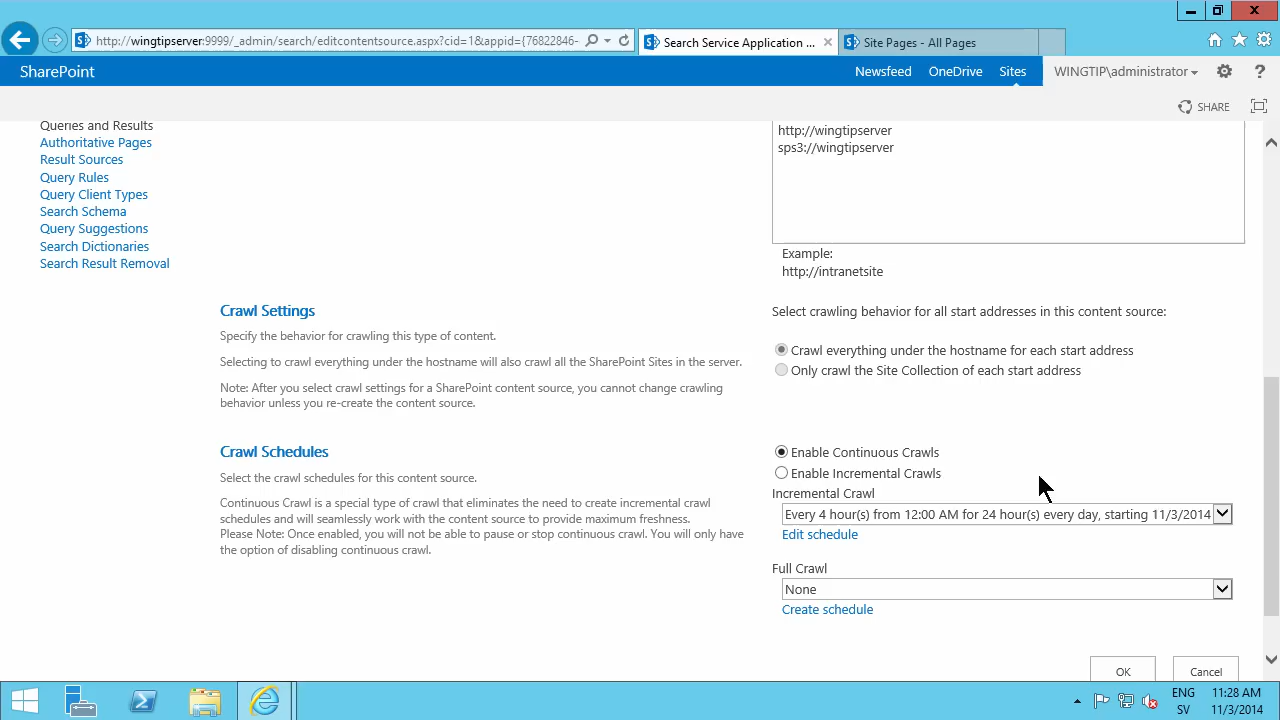 http://wingtipserver:9999/_admin/search/editcontentsource.aspx?cid=1&appid={76822846-
Search Service Application ...
Site Pages - All Pages
SharePoint
Newsfeed
OneDrive
Sites
WINGTIP\administrator
?
SHARE
Queries and Results
Authoritative Pages
Result Sources
Query Rules
Query Client Types
Search Schema
Query Suggestions
Search Dictionaries
Search Result Removal
http://wingtipserver
sps3://wingtipserver
Example:
http://intranetsite
Crawl Settings
Specify the behavior for crawling this type of content.
Selecting to crawl everything under the hostname will also crawl all the SharePoint Sites in the server.
Note: After you select crawl settings for a SharePoint content source, you cannot change crawling
behavior unless you re-create the content source.
Select crawling behavior for all start addresses in this content source:
Crawl everything under the hostname for each start address
Only crawl the Site Collection of each start address
Crawl Schedules
Select the crawl schedules for this content source.
Continuous Crawl is a special type of crawl that eliminates the need to create incremental crawl
schedules and will seamlessly work with the content source to provide maximum freshness.
Please Note: Once enabled, you will not be able to pause or stop continuous crawl. You will only have
the option of disabling continuous crawl.
Enable Continuous Crawls
Enable Incremental Crawls
Incremental Crawl
Every 4 hour(s) from 12:00 AM for 24 hour(s) every day, starting 11/3/2014
Edit schedule
Full Crawl
None
Create schedule
OK
Cancel
ENG
SV
11:28 AM
11/3/2014